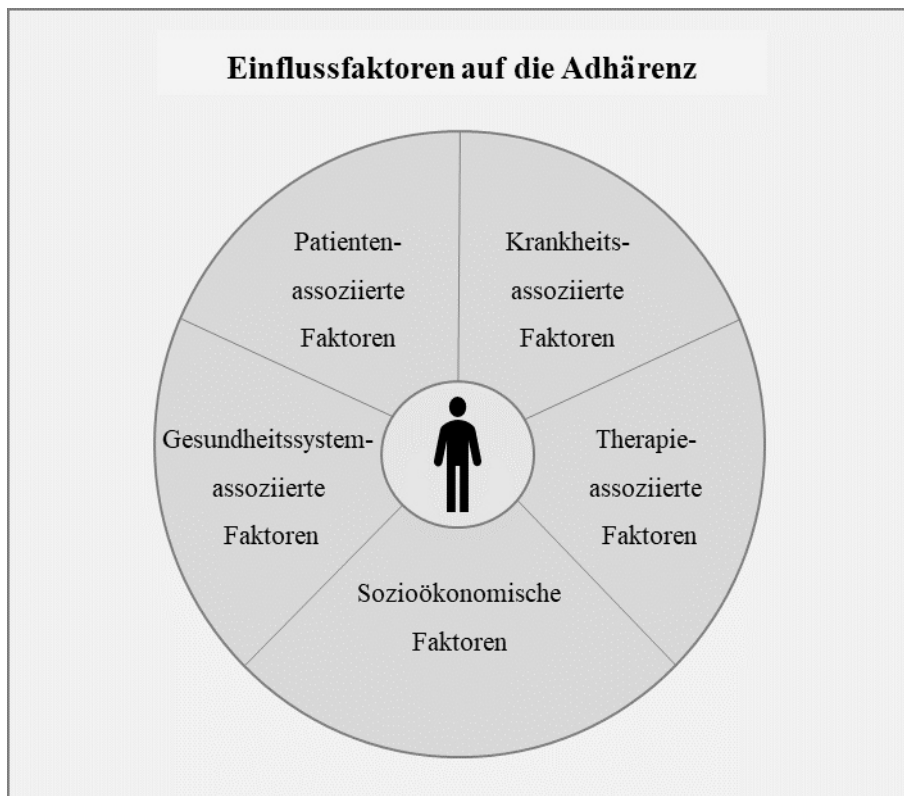 Einflussfaktoren auf die Adhärenz
Patienten-
assoziierte
Faktoren
Krankheits-
assoziierte
Faktoren
Gesundheitssystem-
assoziierte
Faktoren
Therapie-
assoziierte
Faktoren
Sozioökonomische
Faktoren